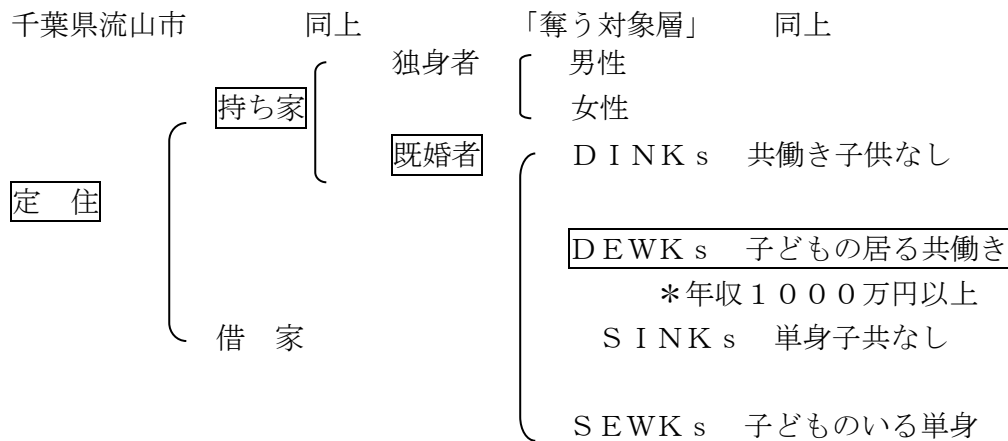 千葉県流山市　同上　「奪う対象層」　同上
独身者　男性
持ち家　女性
既婚者　ＤＩＮＫｓ　共働き子供なし
定　住
ＤＥＷＫｓ　子どもの居る共働き
＊年収１０００万円以上
借　家　ＳＩＮＫｓ　単身子共なし
ＳＥＷＫｓ　子どものいる単身